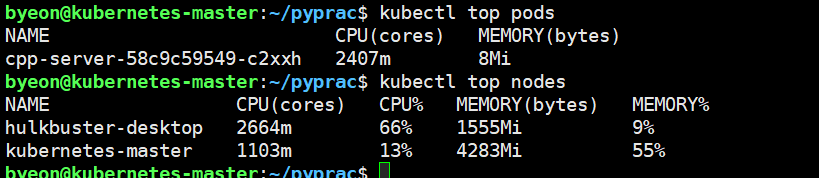 byeon@kubernetes-master:~/pyprac$ kubectl top pods
NAME CPU(cores) MEMORY(bytes)
cpp-server-58c9c59549-c2xxh 2407m 8Mi
byeon@kubernetes-master:~/pyprac$ kubectl top nodes
NAME CPU(cores) CPU% MEMORY(bytes) MEMORY%
hulkbuster-desktop 2664m 66% 1555Mi 9%
kubernetes-master 1103m 13% 4283Mi 55%
byeon@kubernetes-master:~/pyprac$